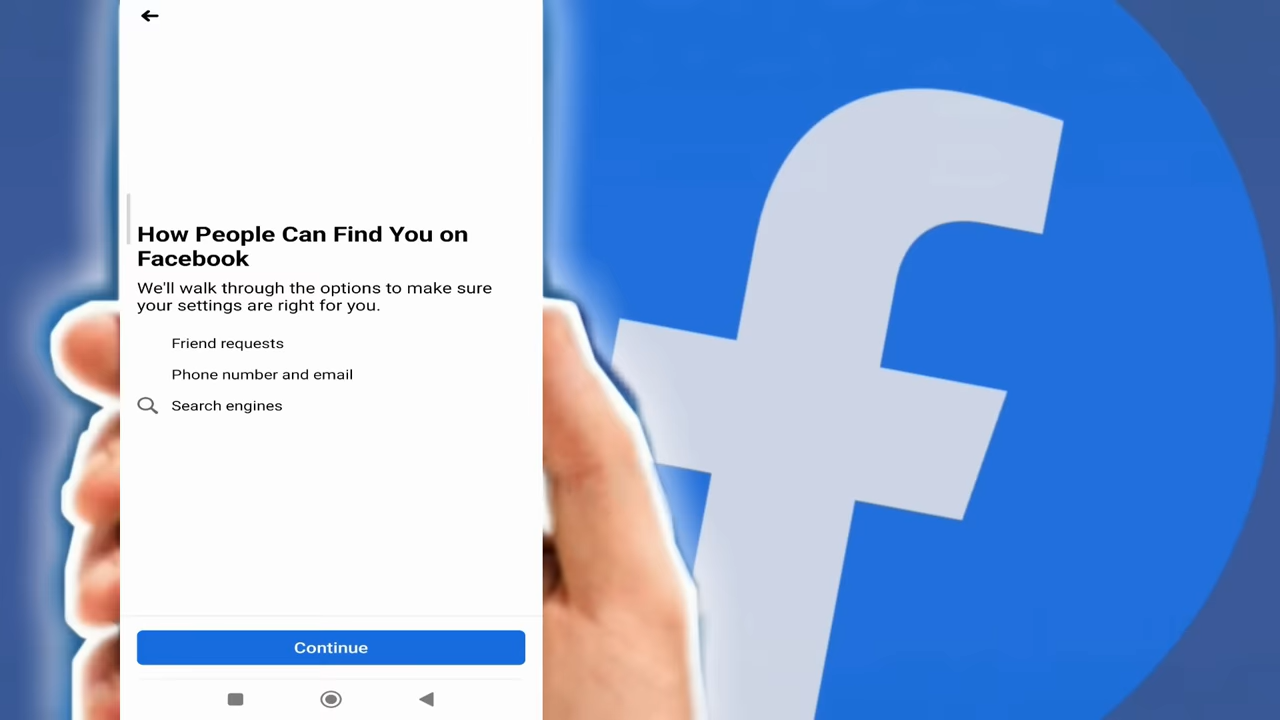 How People Can Find You on
Facebook
We'll walk through the options to make sure
your settings are right for you.
Friend requests
Phone number and email
Search engines
Continue